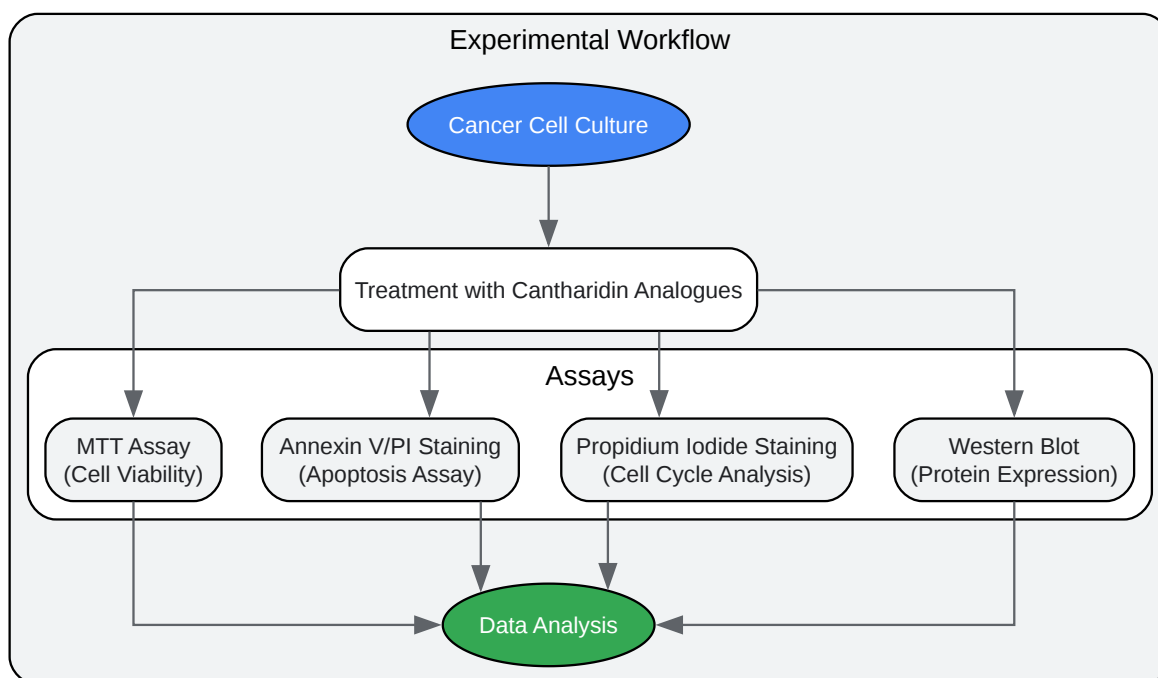 Experimental Workflow
Cancer Cell Culture
Treatment with Cantharidin Analogues
Assays
MTT Assay
(Cell Viability)
Annexin V/PI Staining
(Apoptosis Assay)
Propidium Iodide Staining
(Cell Cycle Analysis)
Western Blot
(Protein Expression)
Data Analysis